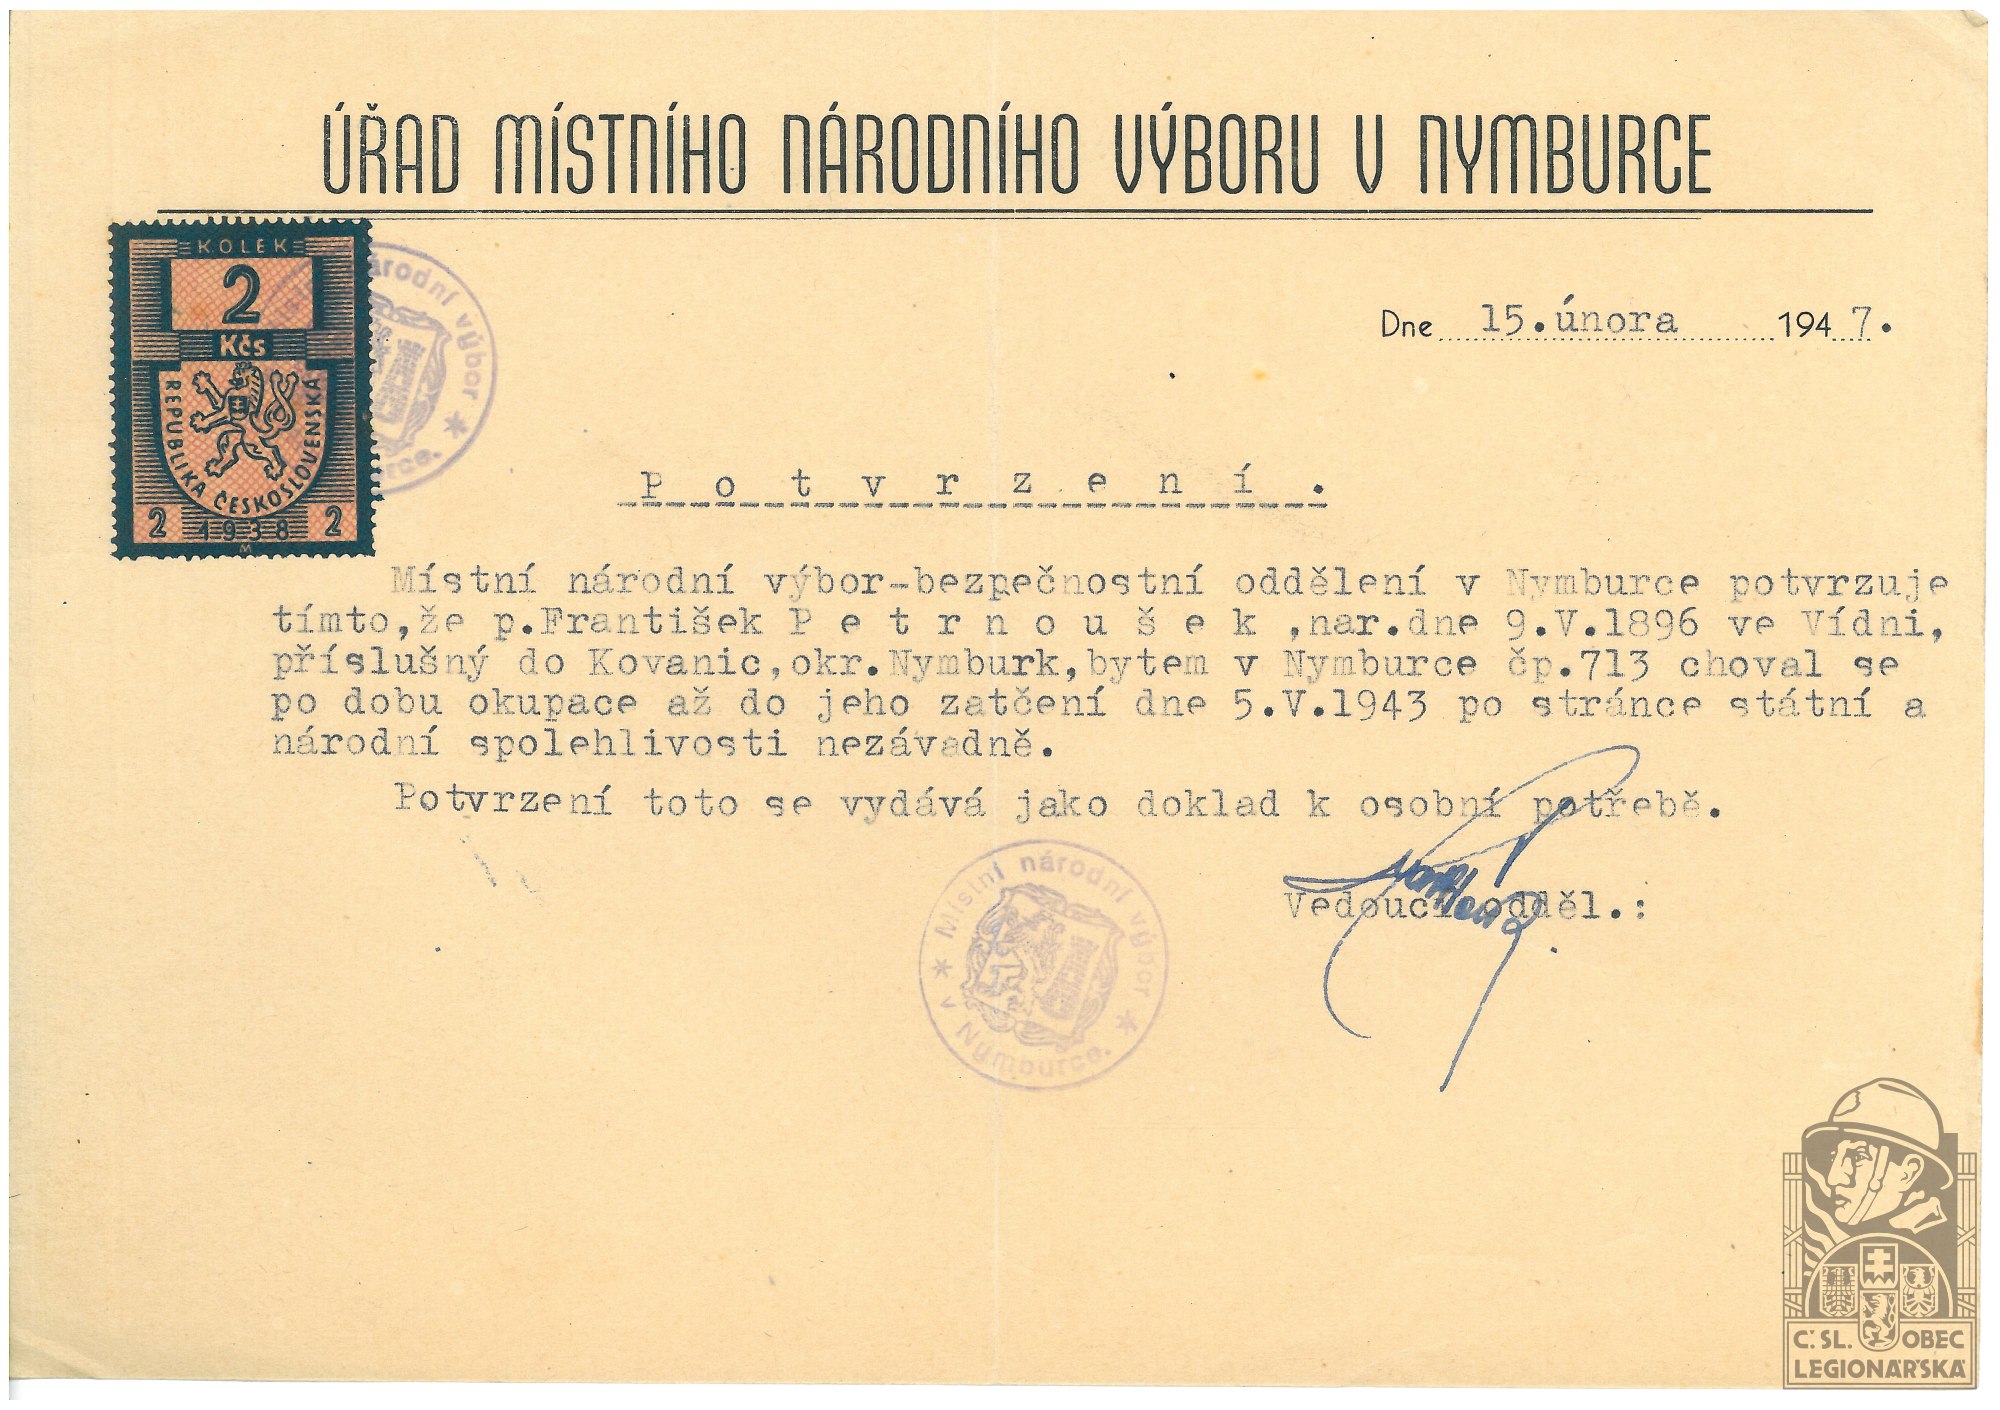 ÚŘAD MÍSTNÍHO NÁRODNÍHO VÝBORU V NYMBURCE
KOLEK
2
Kčs
REPUBLIKA ČESKOSLOVENSKÁ
2 1938 2
M
národní výbor *
Dne 15.února 1947.
Potvrzení.
Místní národní výbor-bezpečnostní oddělení v Nymburce potvrzuje
tímto,že p.František P e t r n o u š e k ,nar.dne 9.V.1896 ve Vídni,
příslušný do Kovanic,okr.Nymburk,bytem v Nymburce čp.713 choval se
po dobu okupace až do jeho zatčení dne 5.V.1943 po stránce státní a
národní spolehlivosti nezávadně.
Potvrzení toto se vydává jako doklad k osobní potřebě.
* Místní národní výbor *
v Nymburce.
Vedoucí odděl.:
Č.SL. OBEC
LEGIONÁŘSKÁ